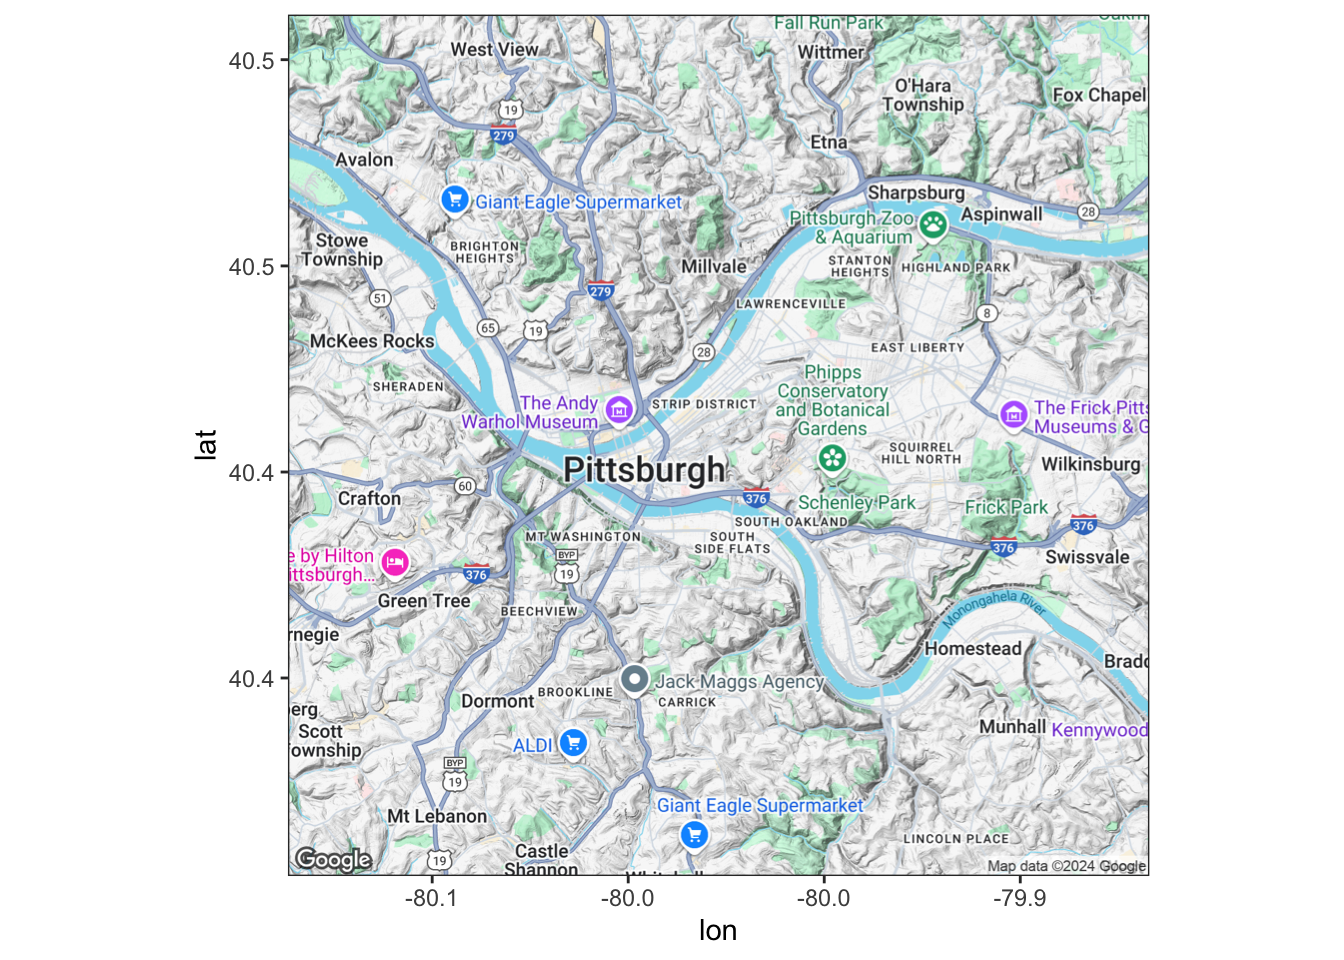 Fall Run Park
West View
Wittmer
O'Hara
Township
Fox Chapel
40.5
19
279
Etna
Avalon
Sharpsburg
Giant Eagle Supermarket
Pittsburgh Zoo
& Aquarium
Aspinwall
28
Stowe
Township
BRIGHTON
HEIGHTS
Millvale
STANTON
HEIGHTS
HIGHLAND PARK
40.5
279
51
LAWRENCEVILLE
8
65
19
McKees Rocks
28
EAST LIBERTY
SHERADEN
Phipps
Conservatory
and Botanical
Gardens
The Andy
Warhol Museum
STRIP DISTRICT
The Frick Pitts
Museums & G
lat
SQUIRREL
HILL NORTH
Pittsburgh
Wilkinsburg
40.4
60
Crafton
376
Schenley Park
Frick Park
SOUTH OAKLAND
376
MT WASHINGTON
SOUTH
SIDE FLATS
376
Swissvale
e by Hilton
ittsburgh...
BYP
19
376
Green Tree
BEECHVIEW
Monongahela River
rnegie
Homestead
Bradd
40.4
Jack Maggs Agency
BROOKLINE
CARRICK
Dormont
erg
Scott
ownship
Munhall
Kennywood
ALDI
BYP
19
Giant Eagle Supermarket
Mt Lebanon
LINCOLN PLACE
Castle
Shannon
19
Google
Map data ©2024 Google
-80.1
-80.0
-80.0
-79.9
lon